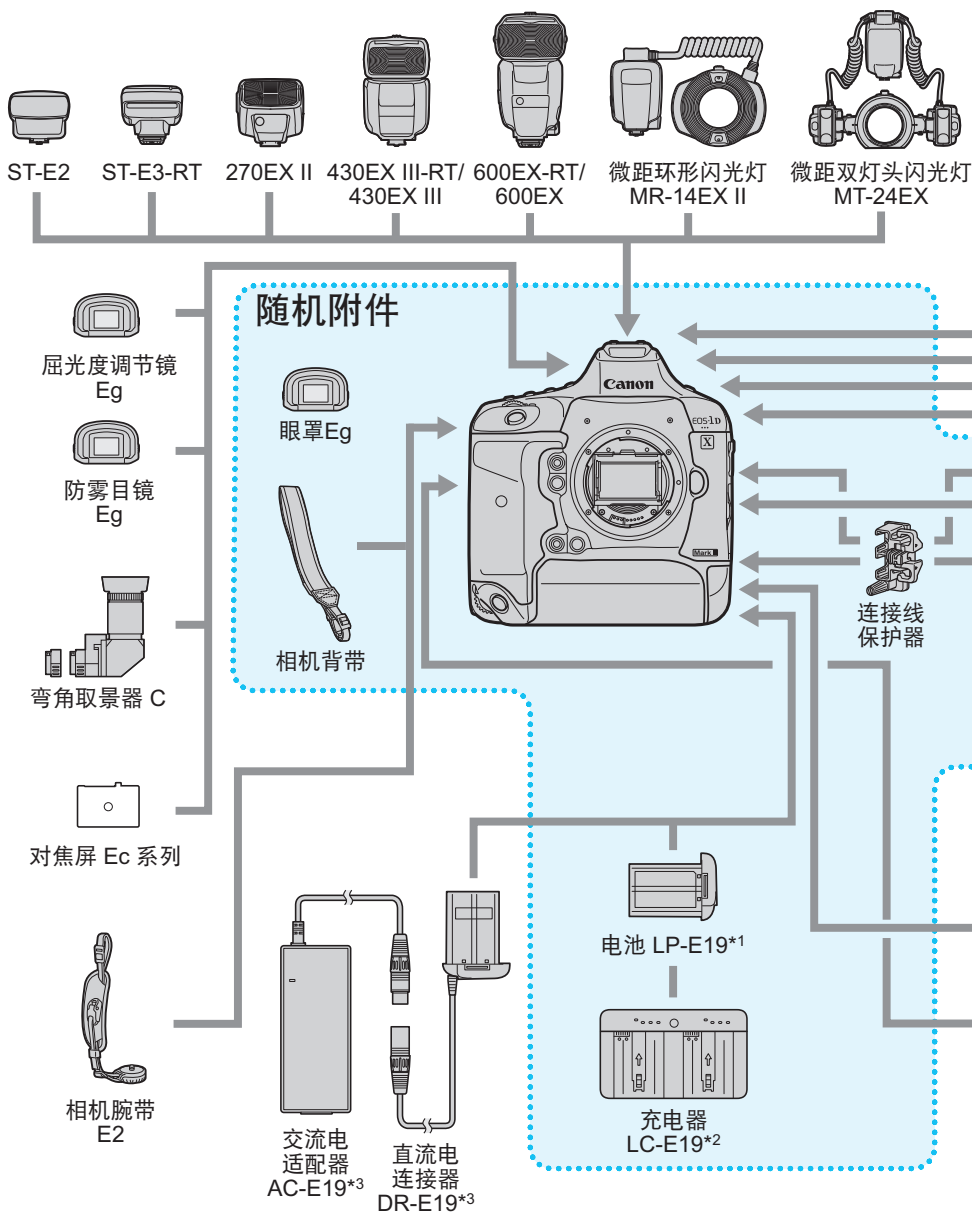 ST-E2
ST-E3-RT
270EX II
430EX III-RT/
430EX III
600EX-RT/
600EX
微距环形闪光灯
MR-14EX II
微距双灯头闪光灯
MT-24EX
随机附件
屈光度调节镜
Eg
眼罩Eg
Canon
EOS-1D
X
防雾目镜
Eg
Mark II
连接线
保护器
相机背带
弯角取景器 C
对焦屏 Ec 系列
电池 LP-E19*1
相机腕带
E2
交流电
适配器
AC-E19*3
直流电
连接器
DR-E19*3
充电器
LC-E19*2